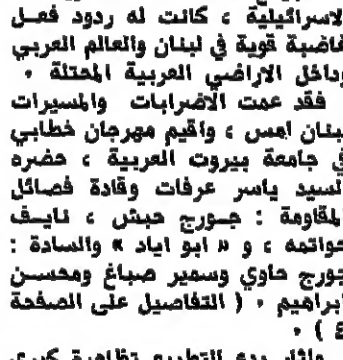 الاسرائيلية ، كانت له ردود فعل
غاضبة قوية في لبنان والعالم العربي
وداخل الاراضي العربية المحتلة .
فقد عمت الاضرابات والمسيرات
لبنان امس ، واقيم مهرجان خطابي
في جامعة بيروت العربية ، حضره
السيد ياسر عرفات وقادة فصائل
المقاومة : جورج حبش ، نايف
حواتمه ، و « ابو اياد » والسادة :
جورج حاوي وسمير صباغ ومحسن
ابراهيم . ( التفاصيل على الصفحة
٤ ) .